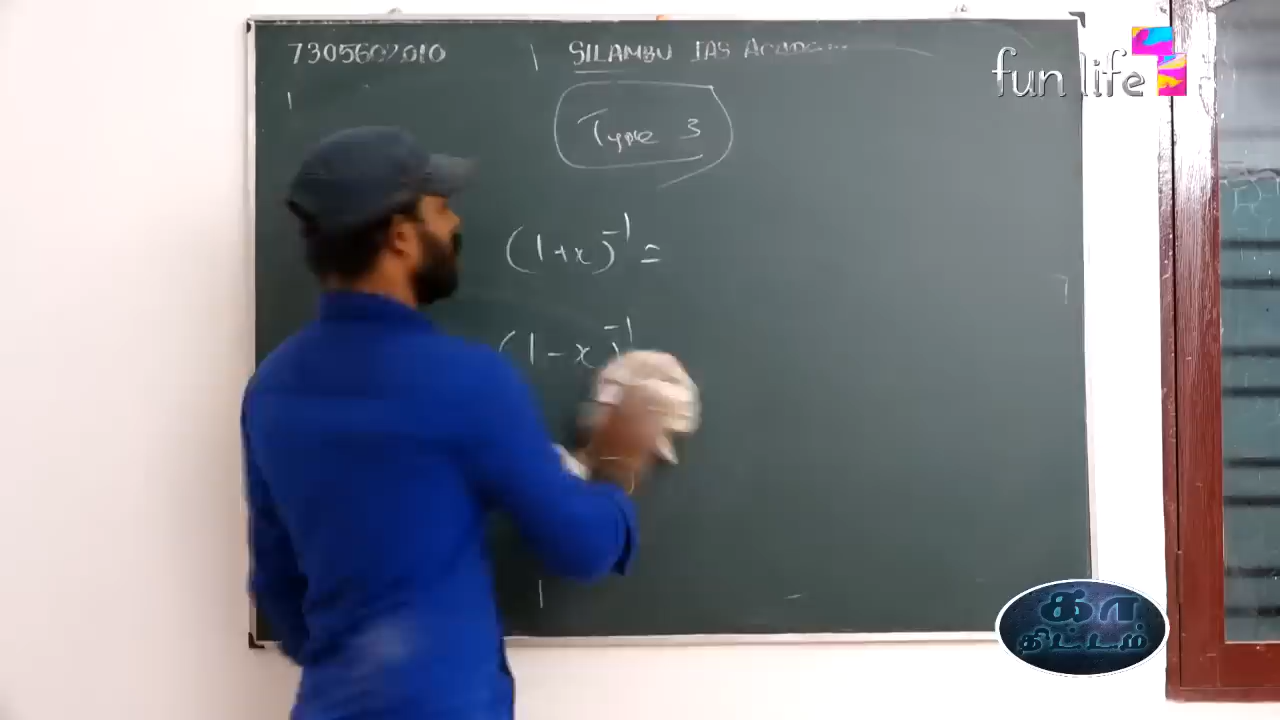 7305602010 SILAMBU IAS
fun life
Type 3
(1+x)⁻¹ =
(1-x)⁻¹
கா
திட்டம்